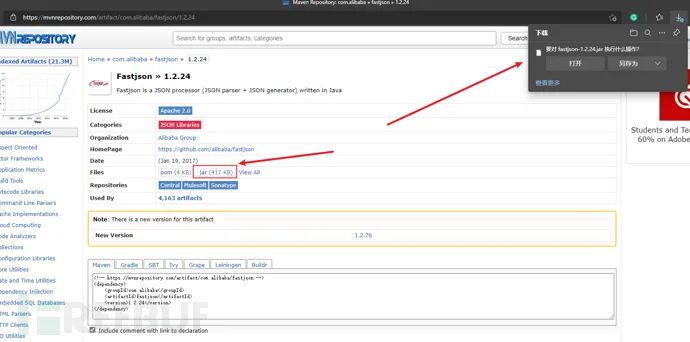 Maven Repository: com.alibaba » fastjson » 1.2.24
https://mvnrepository.com/artifact/com.alibaba/fastjson/1.2.24
MVNREPOSITORY
Search for groups, artifacts, categories
Search
下载
要对 fastjson-1.2.24.jar 执行什么操作?
打开
另存为
查看更多
Indexed Artifacts (21.3M)
Popular Categories
Aspect Oriented
Actor Frameworks
Application Metrics
Build Tools
Bytecode Libraries
Command Line Parsers
Cache Implementations
Cloud Computing
Code Analyzers
Collections
Configuration Libraries
Core Utilities
Date and Time Utilities
Dependency Injection
Embedded SQL Databases
HTML Parsers
HTTP Clients
I/O Utilities
Home » com.alibaba » fastjson » 1.2.24
Fastjson » 1.2.24
Fastjson is a JSON processor (JSON parser + JSON generator) written in Java
License
Apache 2.0
Categories
JSON Libraries
Organization
Alibaba Group
HomePage
https://github.com/alibaba/fastjson
Date
(Jan 19, 2017)
Files
pom (4 KB)
jar (417 KB)
View All
Repositories
Central
Mulesoft
Sonatype
Used By
4,163 artifacts
Note: There is a new version for this artifact
New Version
1.2.76
Maven
Gradle
SBT
Ivy
Grape
Leiningen
Buildr
<!-- https://mvnrepository.com/artifact/com.alibaba/fastjson -->
<dependency>
<groupId>com.alibaba</groupId>
<artifactId>fastjson</artifactId>
<version>1.2.24</version>
</dependency>
Include comment with link to declaration
Students and Tea
60% on Adobe
REEBUF